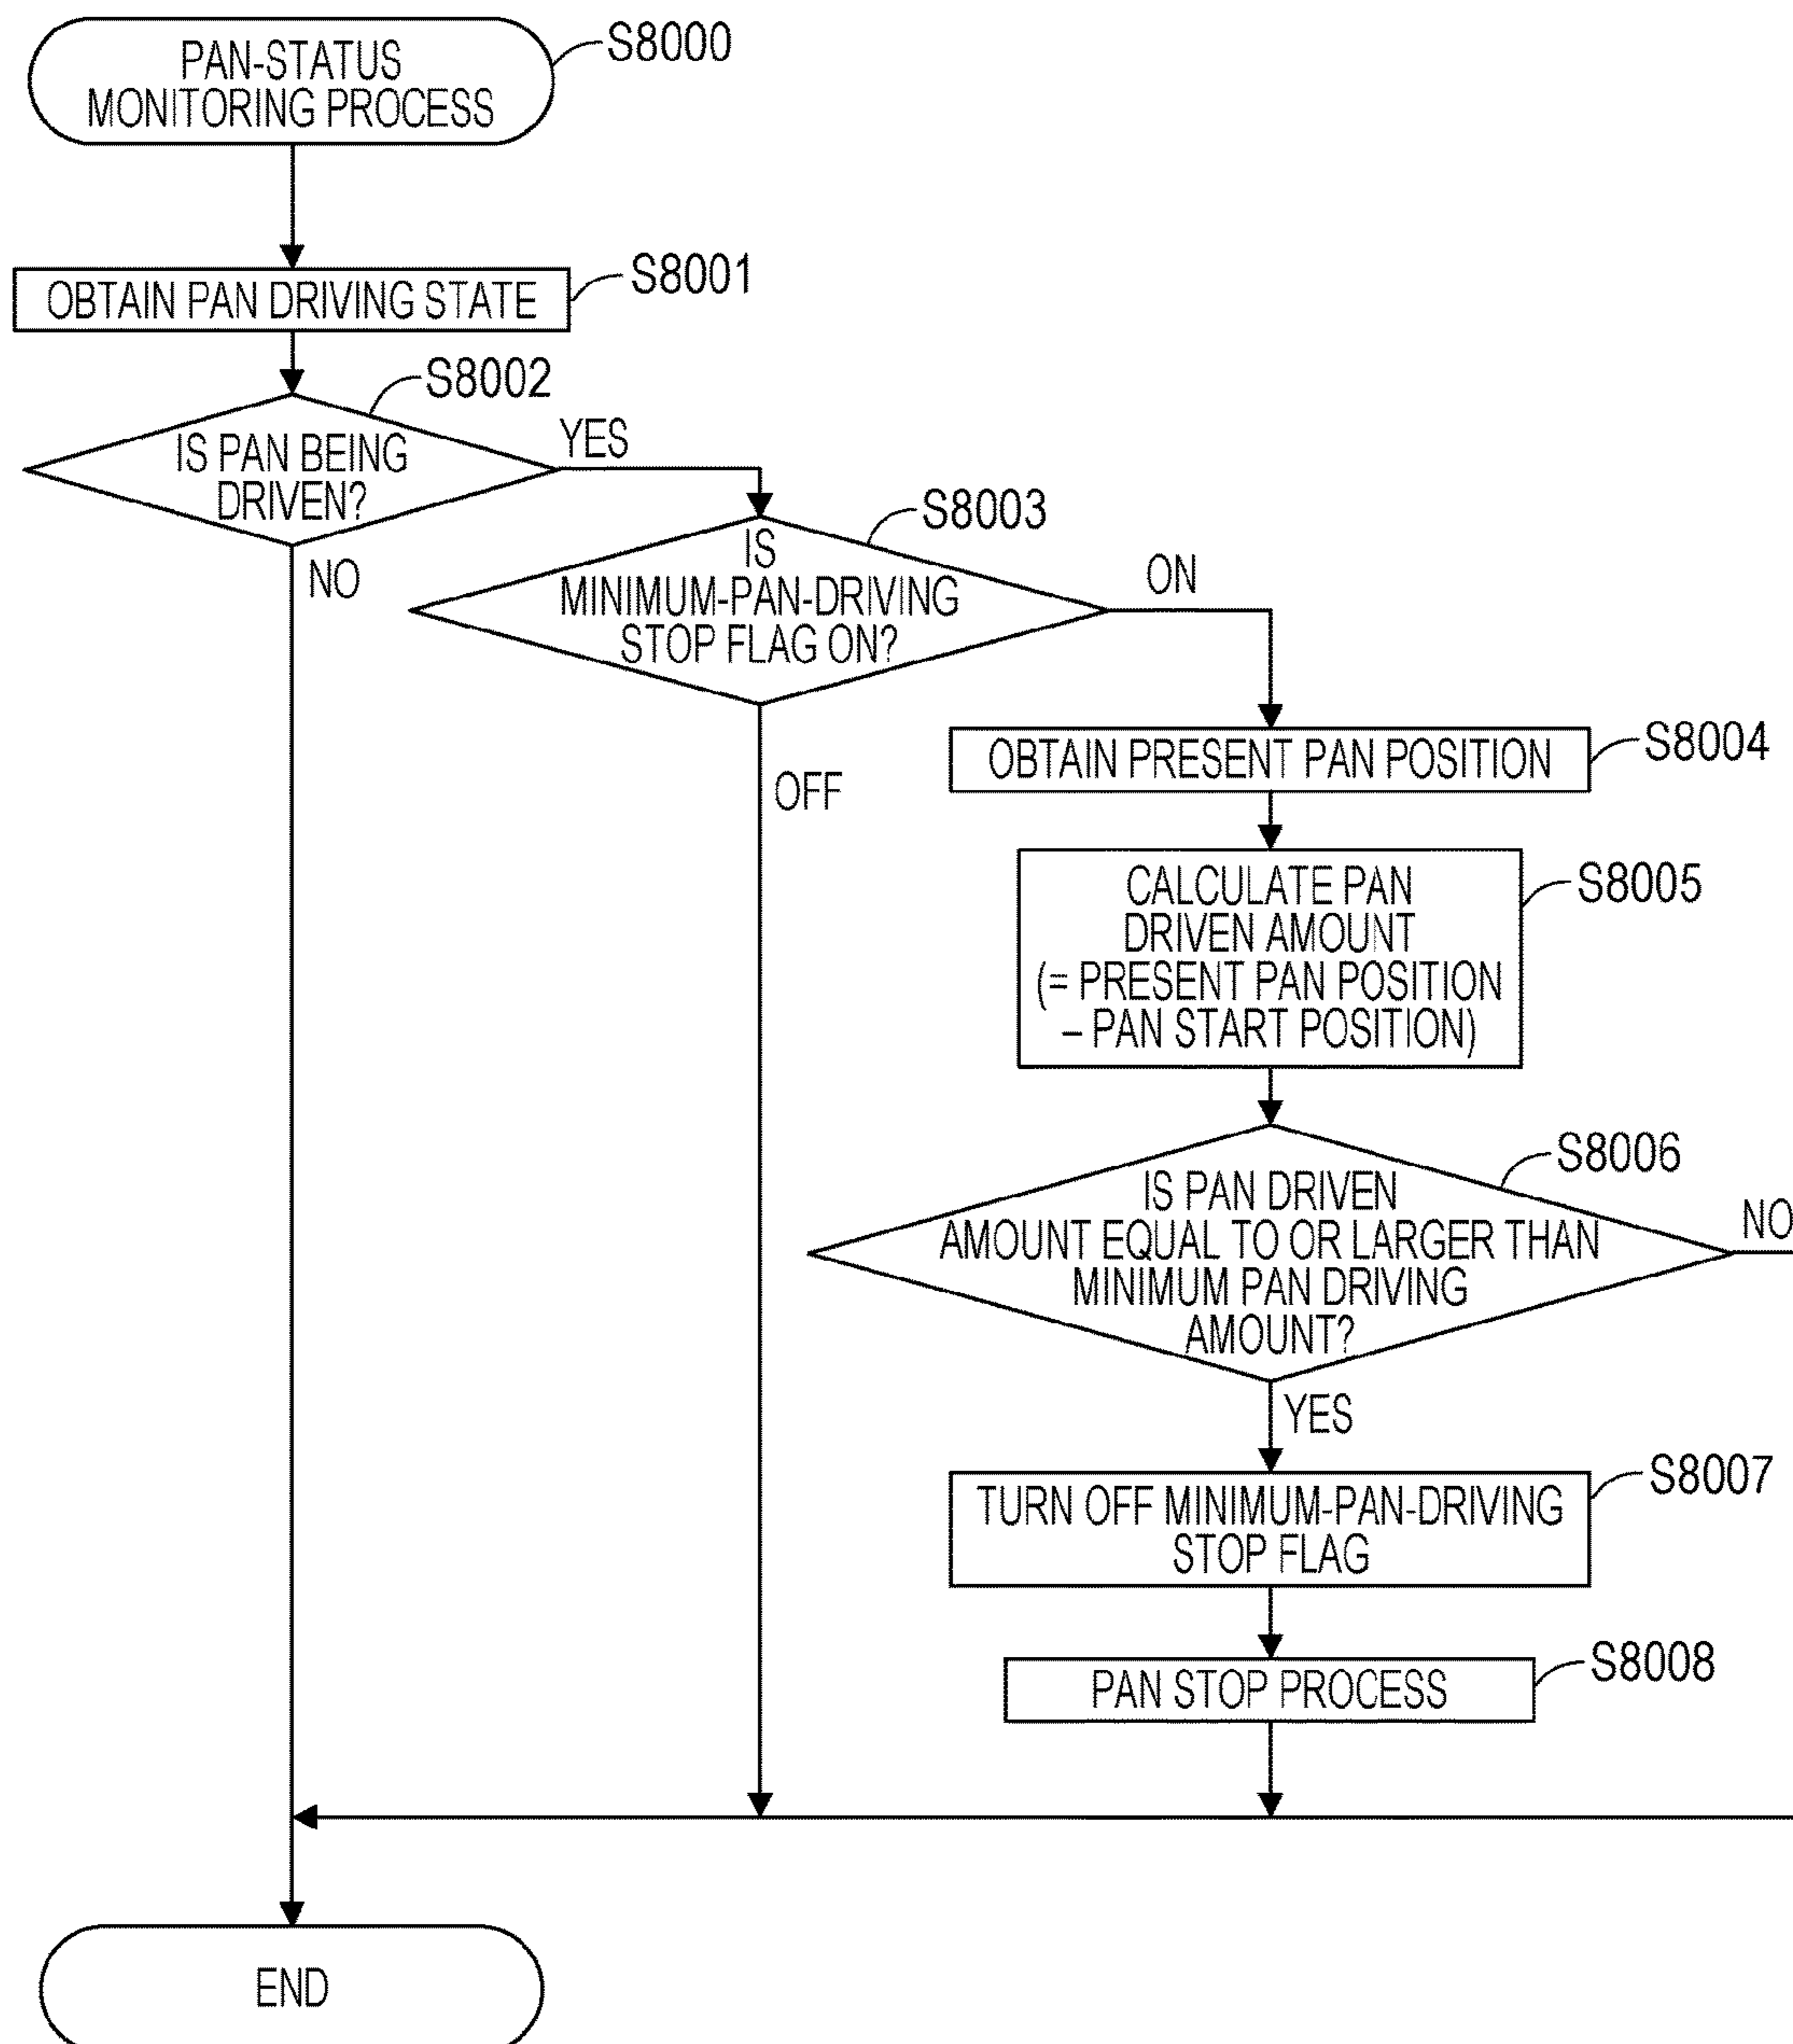 PAN-STATUS
MONITORING PROCESS
S8000
OBTAIN PAN DRIVING STATE
S8001
S8002
IS PAN BEING
DRIVEN?
YES
NO
S8003
IS
MINIMUM-PAN-DRIVING
STOP FLAG ON?
ON
OFF
OBTAIN PRESENT PAN POSITION
S8004
CALCULATE PAN
DRIVEN AMOUNT
(= PRESENT PAN POSITION
– PAN START POSITION)
S8005
S8006
IS PAN DRIVEN
AMOUNT EQUAL TO OR LARGER THAN
MINIMUM PAN DRIVING
AMOUNT?
NO
YES
TURN OFF MINIMUM-PAN-DRIVING
STOP FLAG
S8007
PAN STOP PROCESS
S8008
END